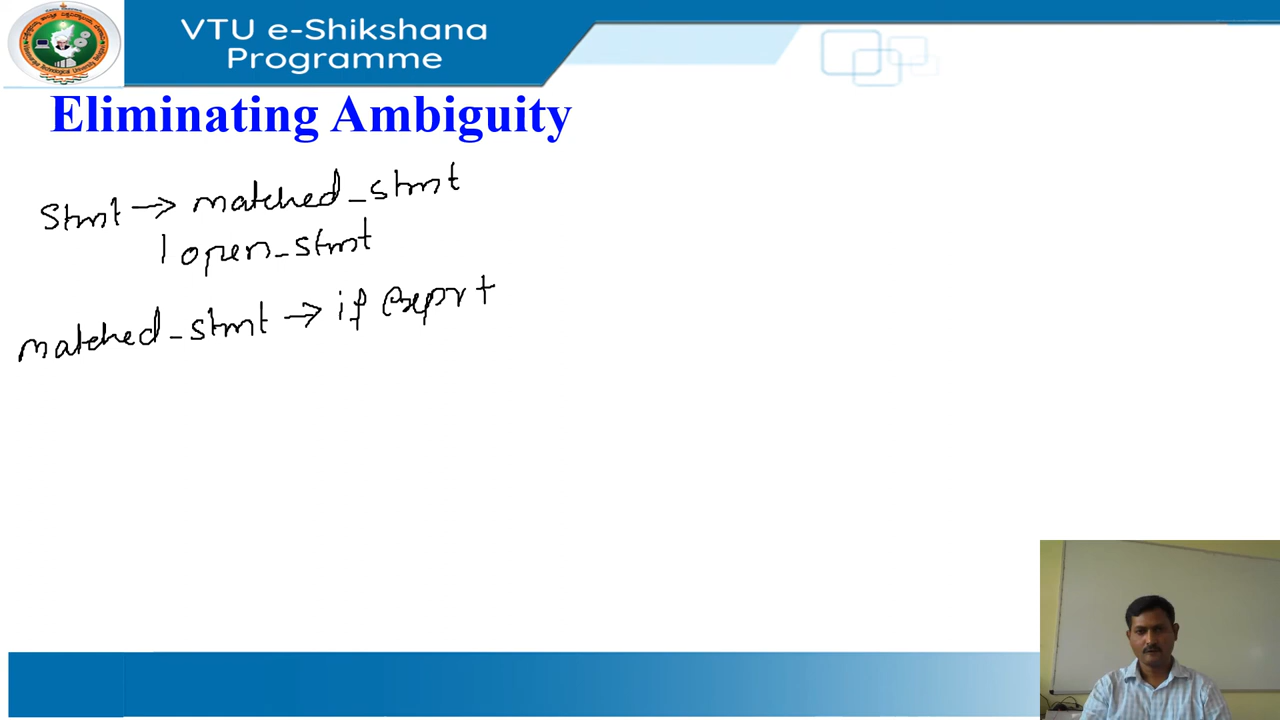 VTU e-Shikshana
Programme
Eliminating Ambiguity
Stmt → matched_stmt
| open_stmt
matched_stmt → if expr t